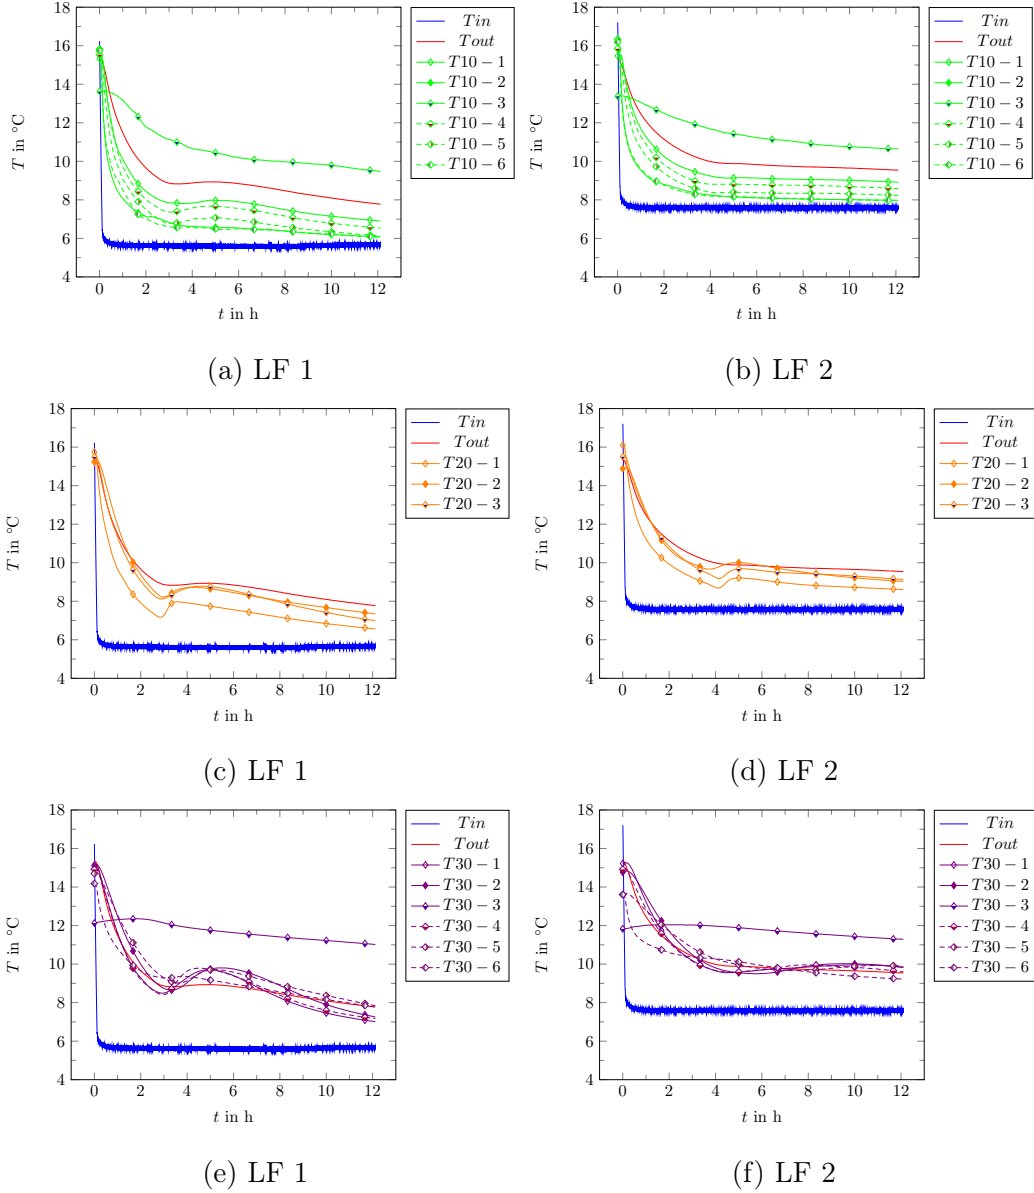 18
16
14
12
10
8
6
4
T in °C
0 2 4 6 8 10 12
t in h
Tin
Tout
T10 − 1
T10 − 2
T10 − 3
T10 − 4
T10 − 5
T10 − 6
(a) LF 1
18
16
14
12
10
8
6
4
T in °C
0 2 4 6 8 10 12
t in h
Tin
Tout
T10 − 1
T10 − 2
T10 − 3
T10 − 4
T10 − 5
T10 − 6
(b) LF 2
18
16
14
12
10
8
6
4
T in °C
0 2 4 6 8 10 12
t in h
Tin
Tout
T20 − 1
T20 − 2
T20 − 3
(c) LF 1
18
16
14
12
10
8
6
4
T in °C
0 2 4 6 8 10 12
t in h
Tin
Tout
T20 − 1
T20 − 2
T20 − 3
(d) LF 2
18
16
14
12
10
8
6
4
T in °C
0 2 4 6 8 10 12
t in h
Tin
Tout
T30 − 1
T30 − 2
T30 − 3
T30 − 4
T30 − 5
T30 − 6
(e) LF 1
18
16
14
12
10
8
6
4
T in °C
0 2 4 6 8 10 12
t in h
Tin
Tout
T30 − 1
T30 − 2
T30 − 3
T30 − 4
T30 − 5
T30 − 6
(f) LF 2